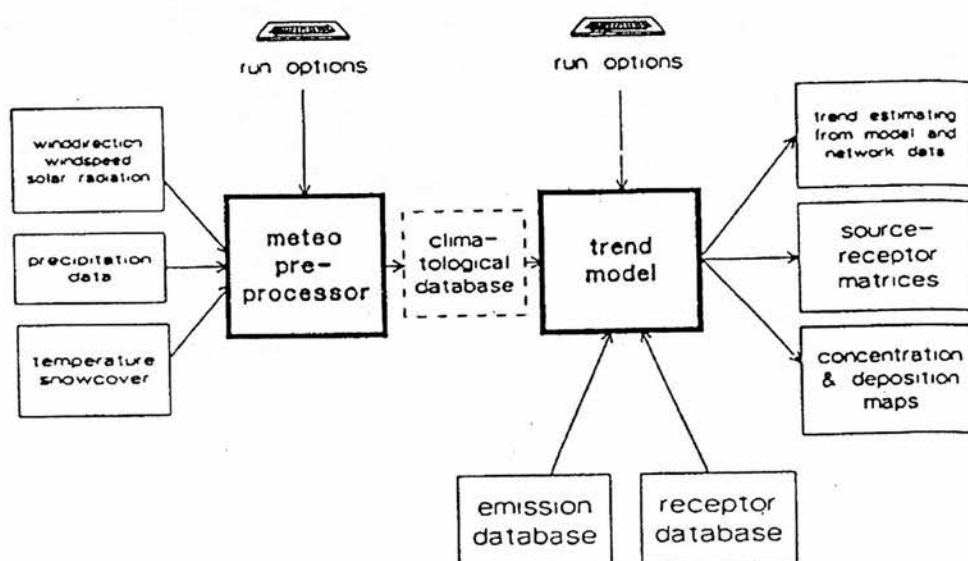 run options
run options
winddirection
windspeed
solar radiation
precipitation
data
temperature
snowcover
meteo
pre-
processor
clima-
tological
database
trend
model
trend estimating
from model and
network data
source-
receptor
matrices
concentration
& deposition
maps
emission
database
receptor
database